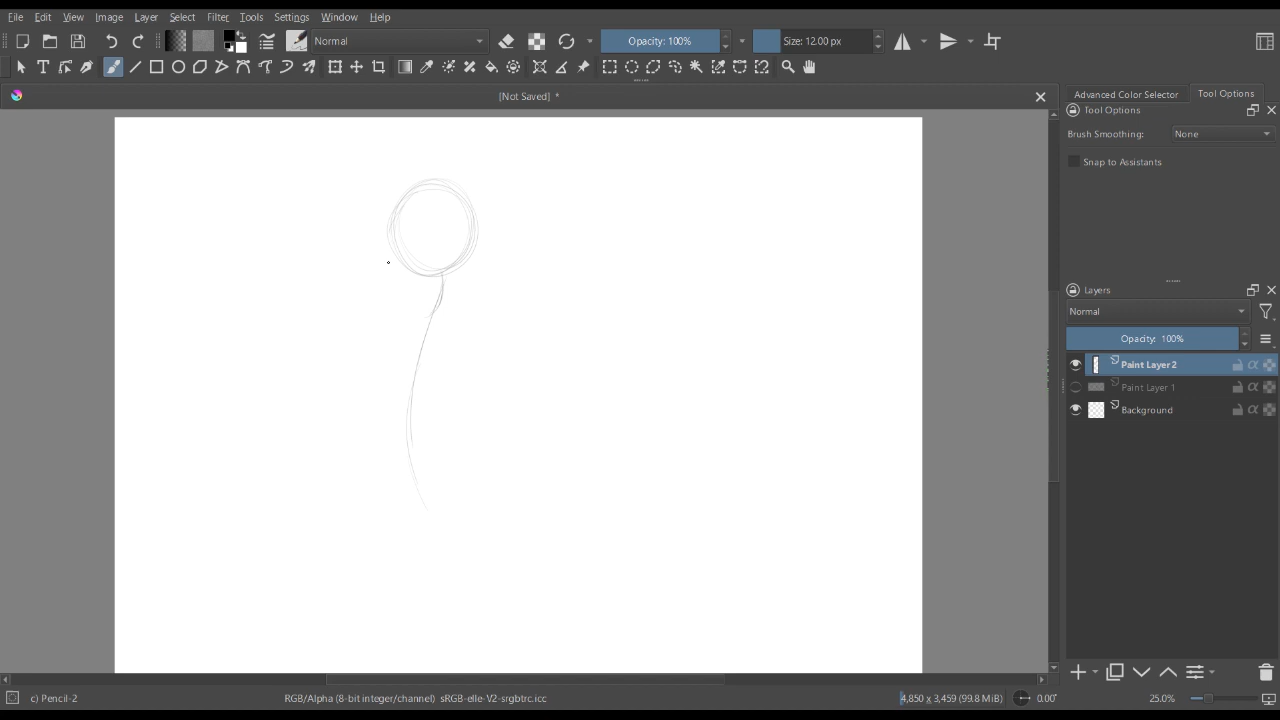 File Edit View Image Layer Select Filter Tools Settings Window Help
Normal Opacity: 100% Size: 12.00 px
[Not Saved] *
Advanced Color Selector Tool Options
Tool Options
Brush Smoothing: None
Snap to Assistants
Layers
Normal
Opacity: 100%
Paint Layer 2
Paint Layer 1
Background
c) Pencil-2 RGB/Alpha (8-bit integer/channel) sRGB-elle-V2-srgbtrc.icc 4,850 x 3,459 (99.8 MiB) 0.00° 25.0%